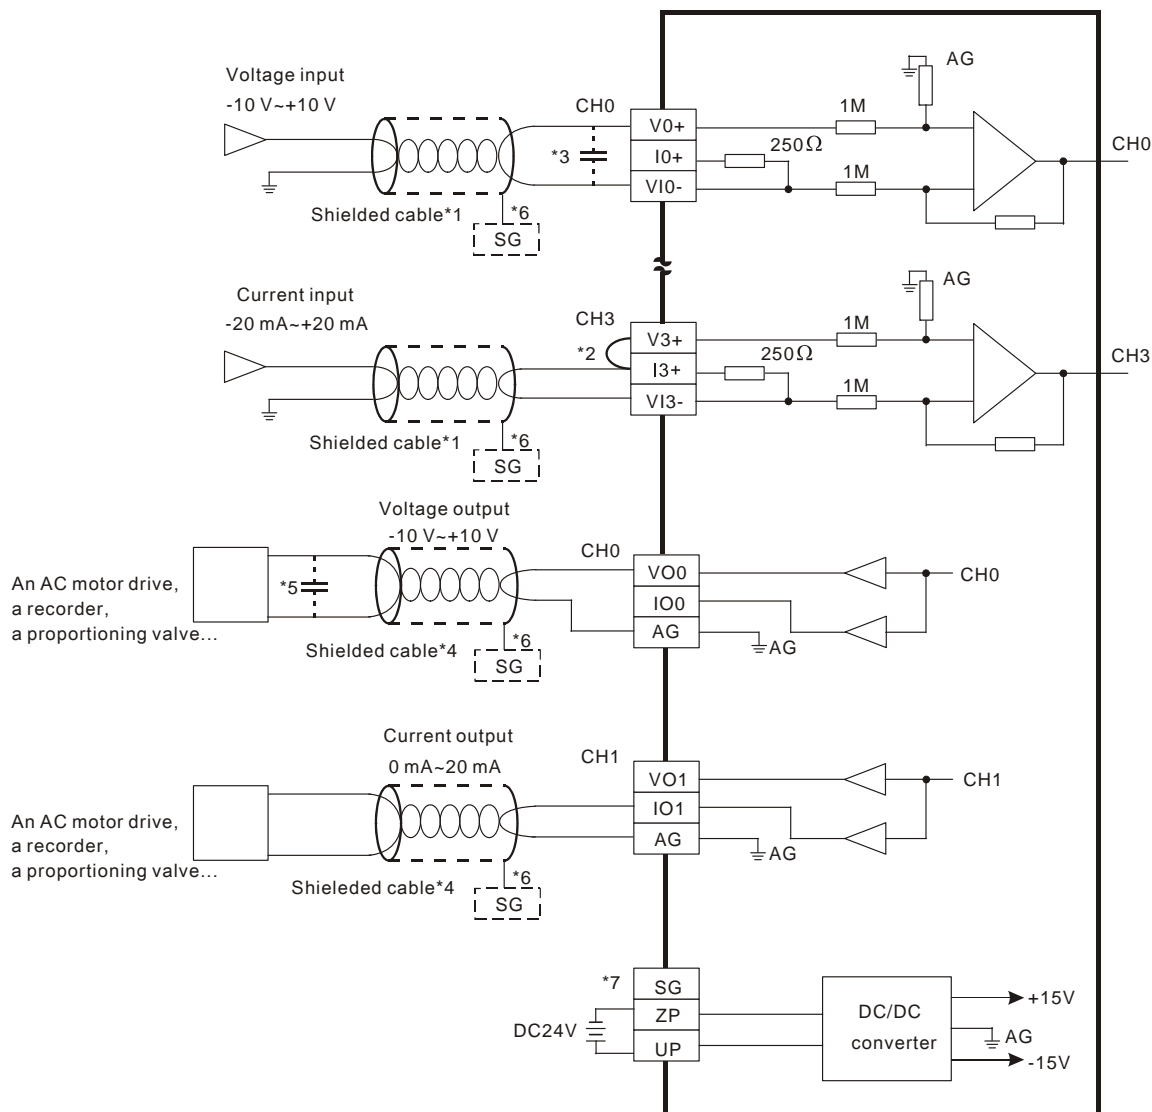 Voltage input
-10 V~+10 V
CH0
*3
Shielded cable*1
*6
SG
V0+
I0+
VI0-
250Ω
1M
1M
AG
CH0
Current input
-20 mA~+20 mA
CH3
*2
Shielded cable*1
*6
SG
V3+
I3+
VI3-
250Ω
1M
1M
AG
CH3
Voltage output
-10 V~+10 V
CH0
An AC motor drive,
a recorder,
a proportioning valve...
*5
Shielded cable*4
*6
SG
VO0
IO0
AG
AG
CH0
Current output
0 mA~20 mA
CH1
An AC motor drive,
a recorder,
a proportioning valve...
Shieleded cable*4
*6
SG
VO1
IO1
AG
AG
CH1
*7
DC24V
SG
ZP
UP
DC/DC
converter
+15V
AG
-15V